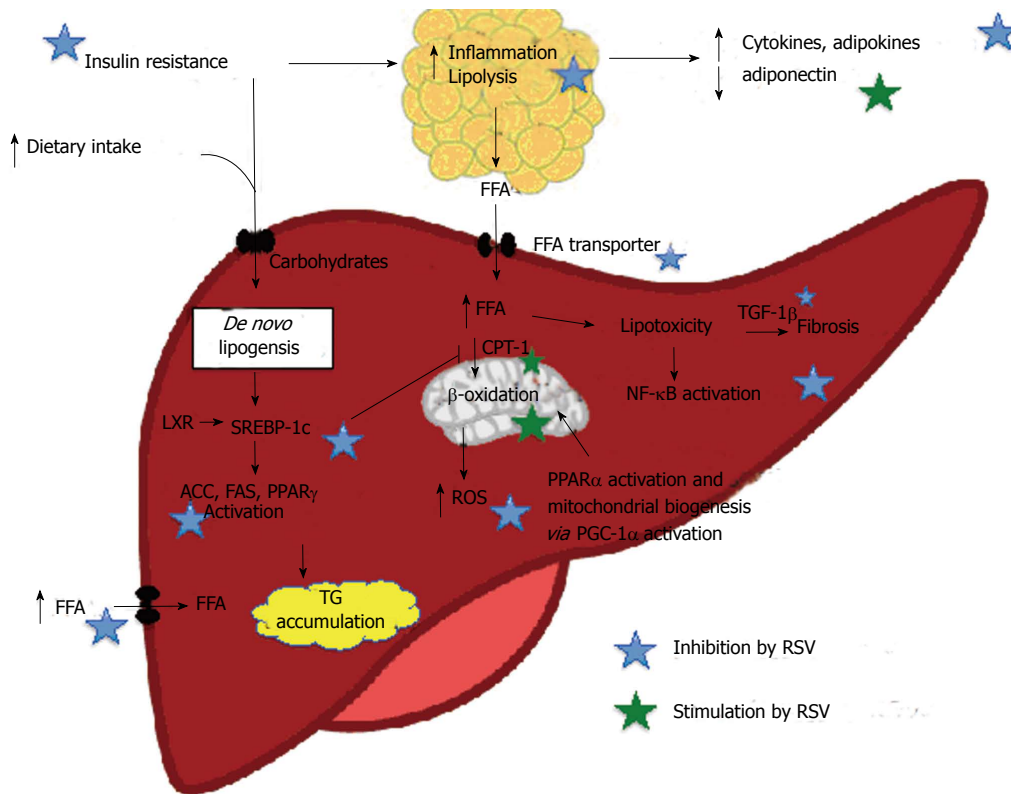 Insulin resistance
Inflammation
Lipolysis
Cytokines, adipokines
adiponectin
Dietary intake
FFA
FFA transporter
Carbohydrates
FFA
Lipotoxicity
TGF-1β
Fibrosis
De novo
lipogensis
CPT-1
β-oxidation
NF-κB activation
LXR
SREBP-1c
ACC, FAS, PPARγ
Activation
ROS
PPARα activation and
mitochondrial biogenesis
via PGC-1α activation
FFA
FFA
TG
accumulation
Inhibition by RSV
Stimulation by RSV